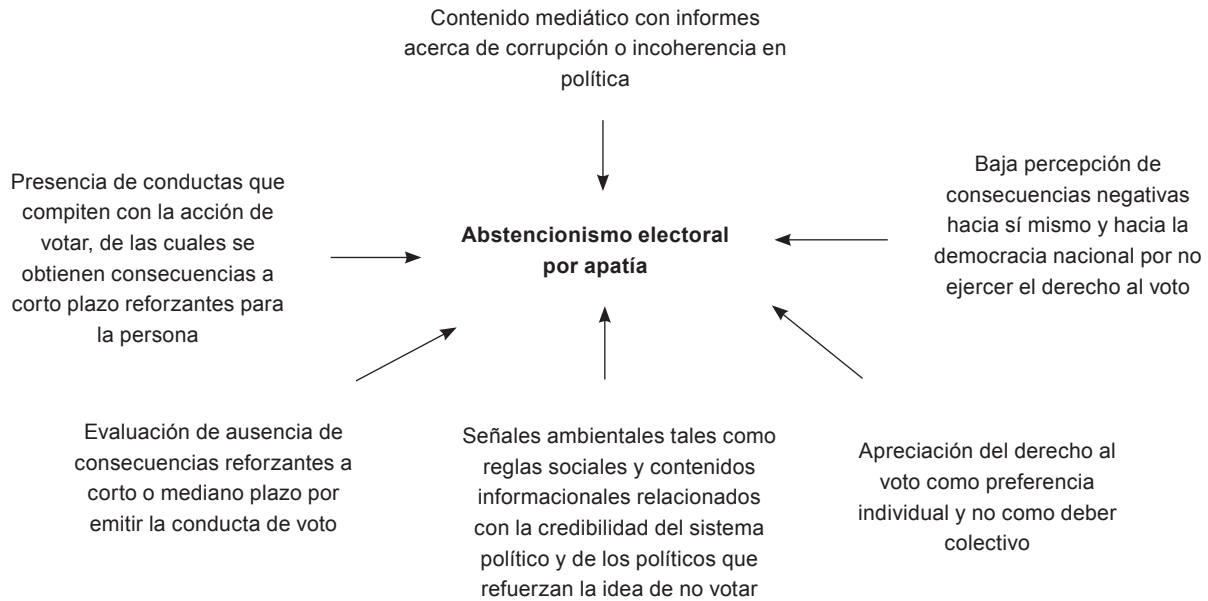 Contenido mediático con informes
acerca de corrupción o incoherencia en
política
Presencia de conductas que
compiten con la acción de
votar, de las cuales se
obtienen consecuencias a
corto plazo reforzantes para
la persona
Abstencionismo electoral
por apatía
Baja percepción de
consecuencias negativas
hacia sí mismo y hacia la
democracia nacional por no
ejercer el derecho al voto
Evaluación de ausencia de
consecuencias reforzantes a
corto o mediano plazo por
emitir la conducta de voto
Señales ambientales tales como
reglas sociales y contenidos
informacionales relacionados
con la credibilidad del sistema
político y de los políticos que
refuerzan la idea de no votar
Apreciación del derecho al
voto como preferencia
individual y no como deber
colectivo